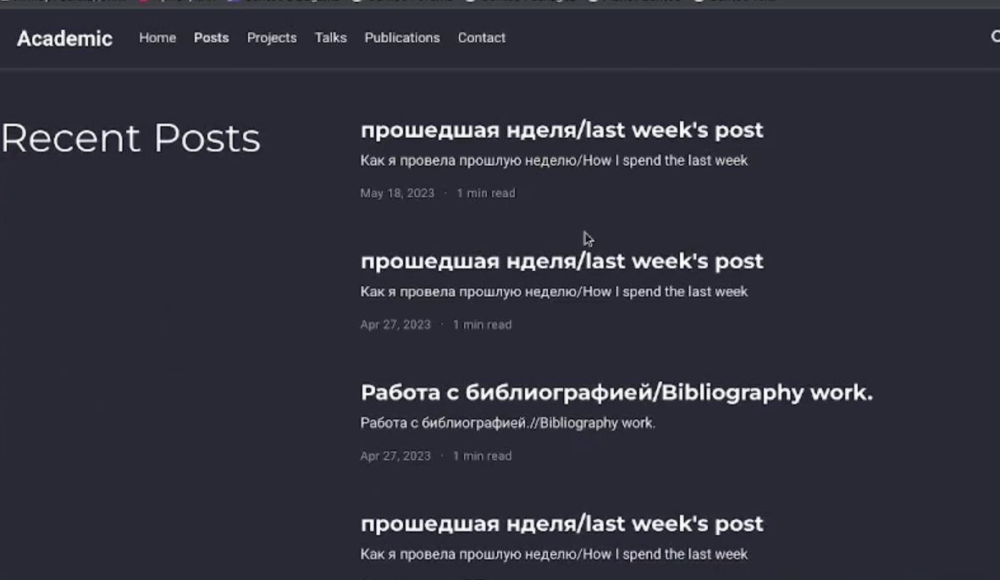 Academic Home Posts Projects Talks Publications Contact
Recent Posts
прошедшая нделя/last week's post
Как я провела прошлую неделю/How I spend the last week
May 18, 2023 · 1 min read
прошедшая нделя/last week's post
Как я провела прошлую неделю/How I spend the last week
Apr 27, 2023 · 1 min read
Работа с библиографией/Bibliography work.
Работа с библиографией.//Bibliography work.
Apr 27, 2023 · 1 min read
прошедшая нделя/last week's post
Как я провела прошлую неделю/How I spend the last week